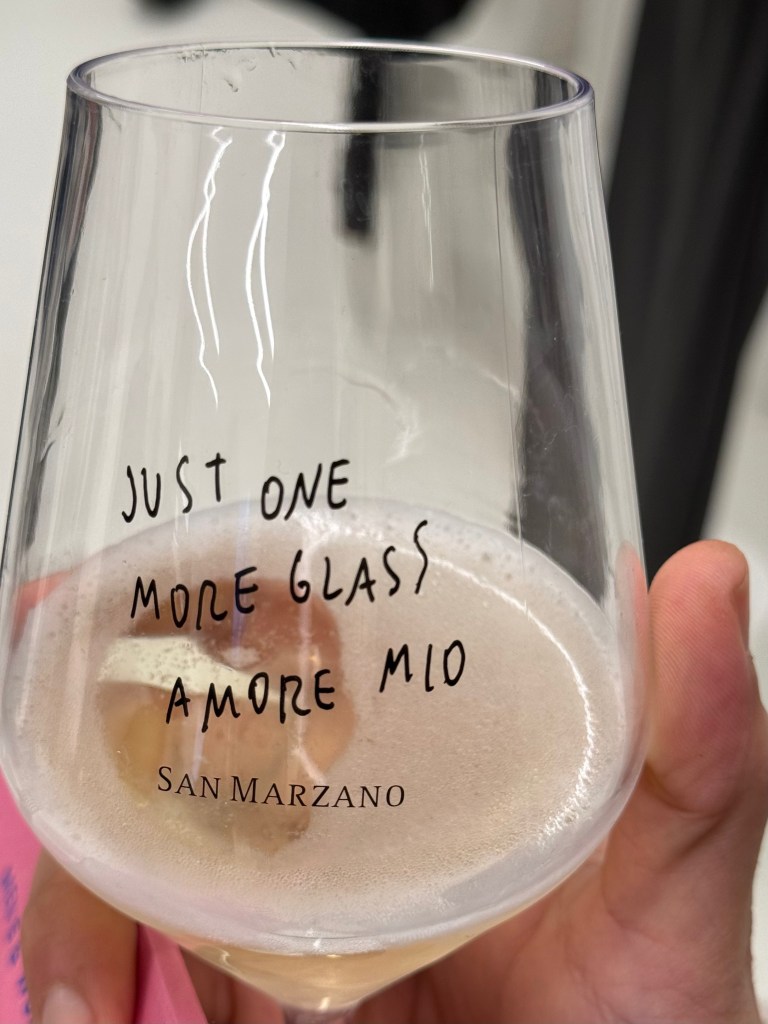 JUST ONE
MORE GLASS
AMORE MIO
SAN MARZANO